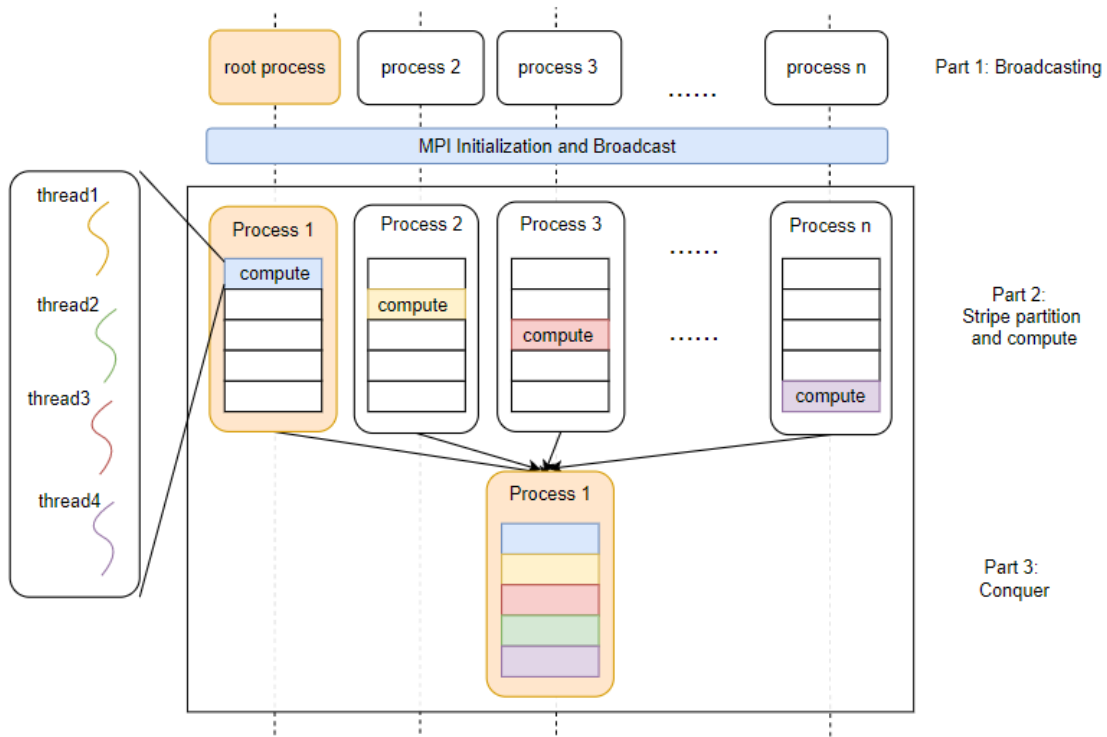 root process
process 2
process 3
......
process n
Part 1: Broadcasting
MPI Initialization and Broadcast
thread1
thread2
thread3
thread4
Process 1
compute
Process 2
compute
Process 3
compute
......
......
Process n
compute
Part 2:
Stripe partition
and compute
Process 1
Part 3:
Conquer